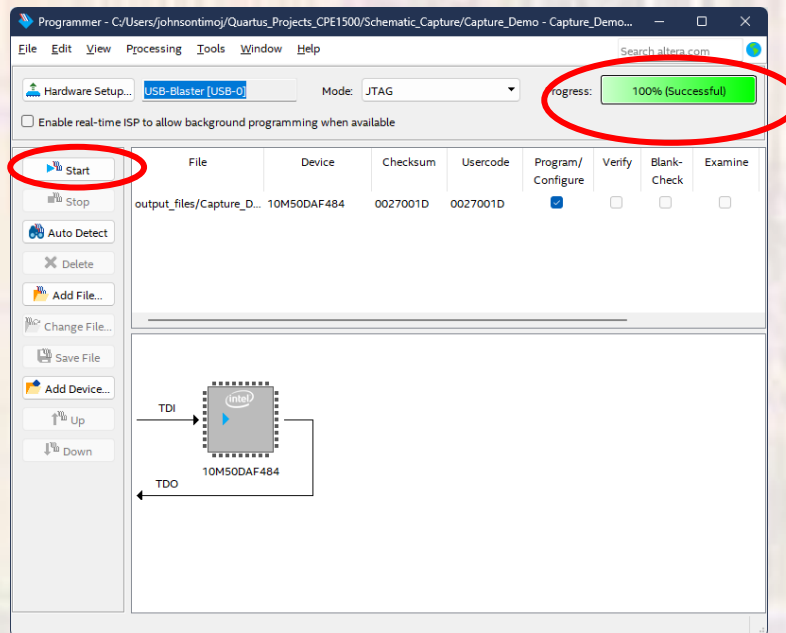 Programmer - C:/Users/johnsontimoj/Quartus_Projects_CPE1500/Schematic_Capture/Capture_Demo - Capture_Demo...
File Edit View Processing Tools Window Help
Search altera.com
Hardware Setup... USB-Blaster [USB-0] Mode: JTAG Progress: 100% (Successful)
Enable real-time ISP to allow background programming when available
Start
Stop
Auto Detect
Delete
Add File...
Change File...
Save File
Add Device...
Up
Down
File Device Checksum Usercode Program/ Verify Blank- Examine
Configure Check
output_files/Capture_D... 10M50DAF484 0027001D 0027001D
intel
TDI
10M50DAF484
TDO